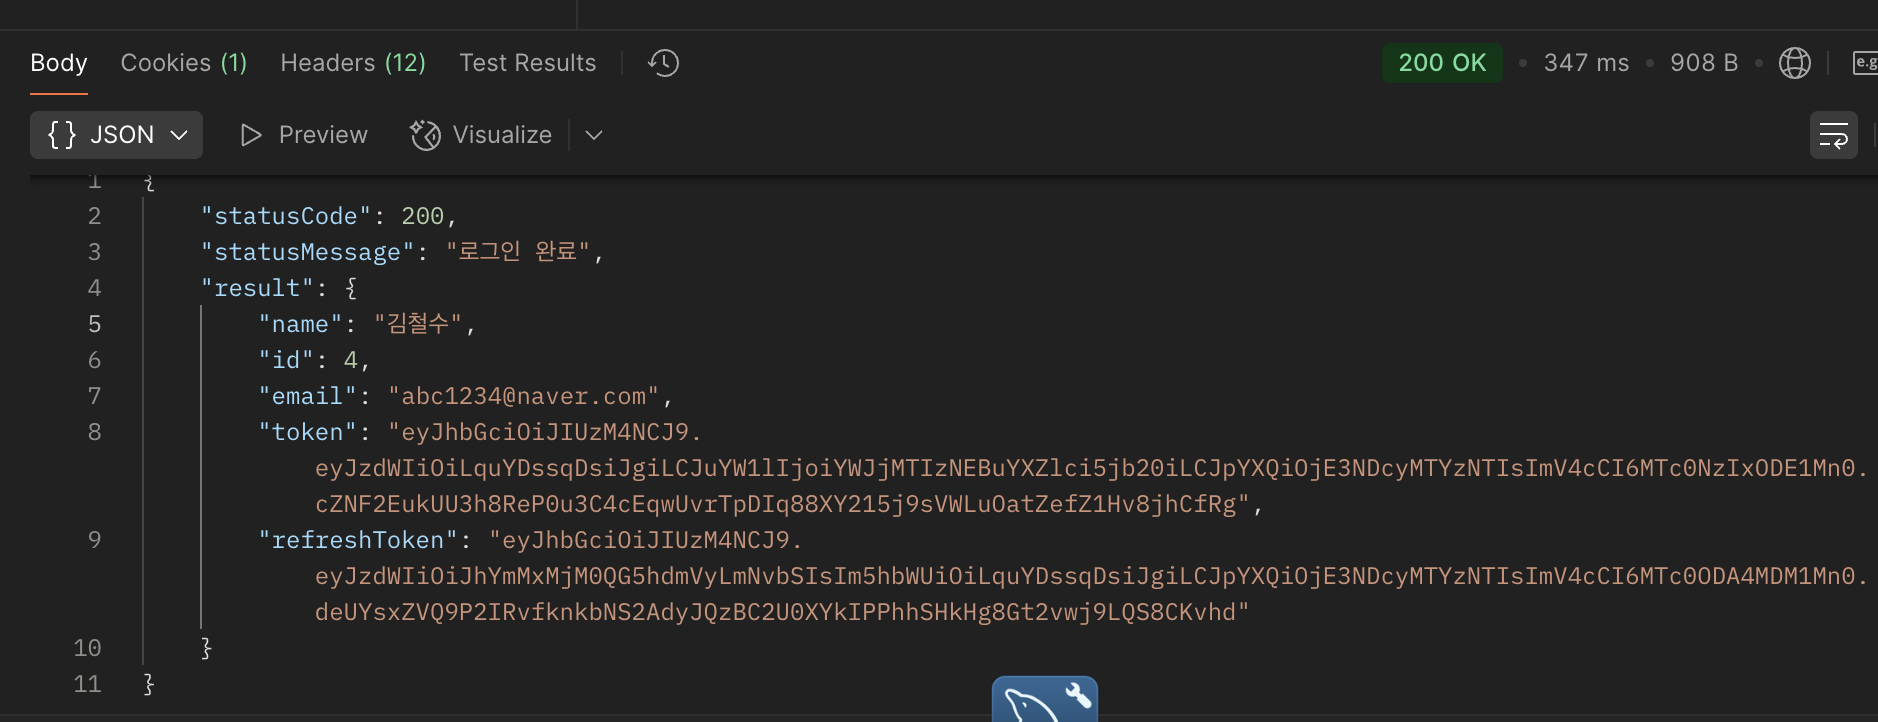 Body Cookies (1) Headers (12) Test Results 200 OK • 347 ms • 908 B • e.g
{ } JSON Preview Visualize
1 {
2 "statusCode": 200,
3 "statusMessage": "로그인 완료",
4 "result": {
5 "name": "김철수",
6 "id": 4,
7 "email": "abc1234@naver.com",
8 "token": "eyJhbGciOiJIUzM4NCJ9.
eyJzdWIiOiLquYDssqDsiJgiLCJuYW1lIjoiYWJjMTIzNEBuYXZlci5jb20iLCJpYXQiOjE3NDcyMTYzNTIsImV4cCI6MTc0NzIxODE1Mn0.
cZNF2EukUU3h8ReP0u3C4cEqwUvrTpDIq88XY215j9sVWLuOatZefZ1Hv8jhCfRg",
9 "refreshToken": "eyJhbGciOiJIUzM4NCJ9.
eyJzdWIiOiJhYmMxMjM0QG5hdmVyLmNvbSIsIm5hbWUiOiLquYDssqDsiJgiLCJpYXQiOjE3NDcyMTYzNTIsImV4cCI6MTc0ODA4MDM1Mn0.
deUYsxZVQ9P2IRvfknkbNS2AdyJQzBC2U0XYkIPPhhSHkHg8Gt2vwj9LQS8CKvhd"
10 }
11 }